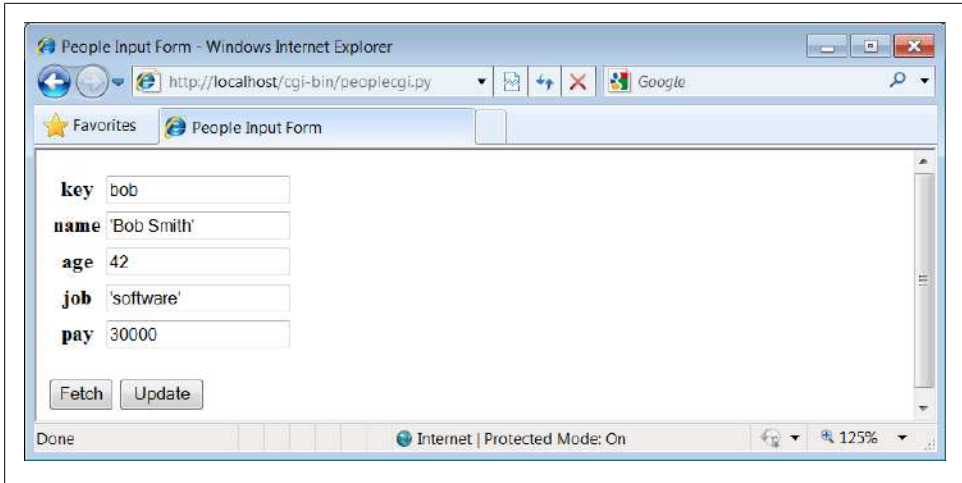 People Input Form - Windows Internet Explorer
http://localhost/cgi-bin/peoplecgi.py Google
Favorites People Input Form
key bob
name 'Bob Smith'
age 42
job 'software'
pay 30000
Fetch Update
Done Internet | Protected Mode: On 125%